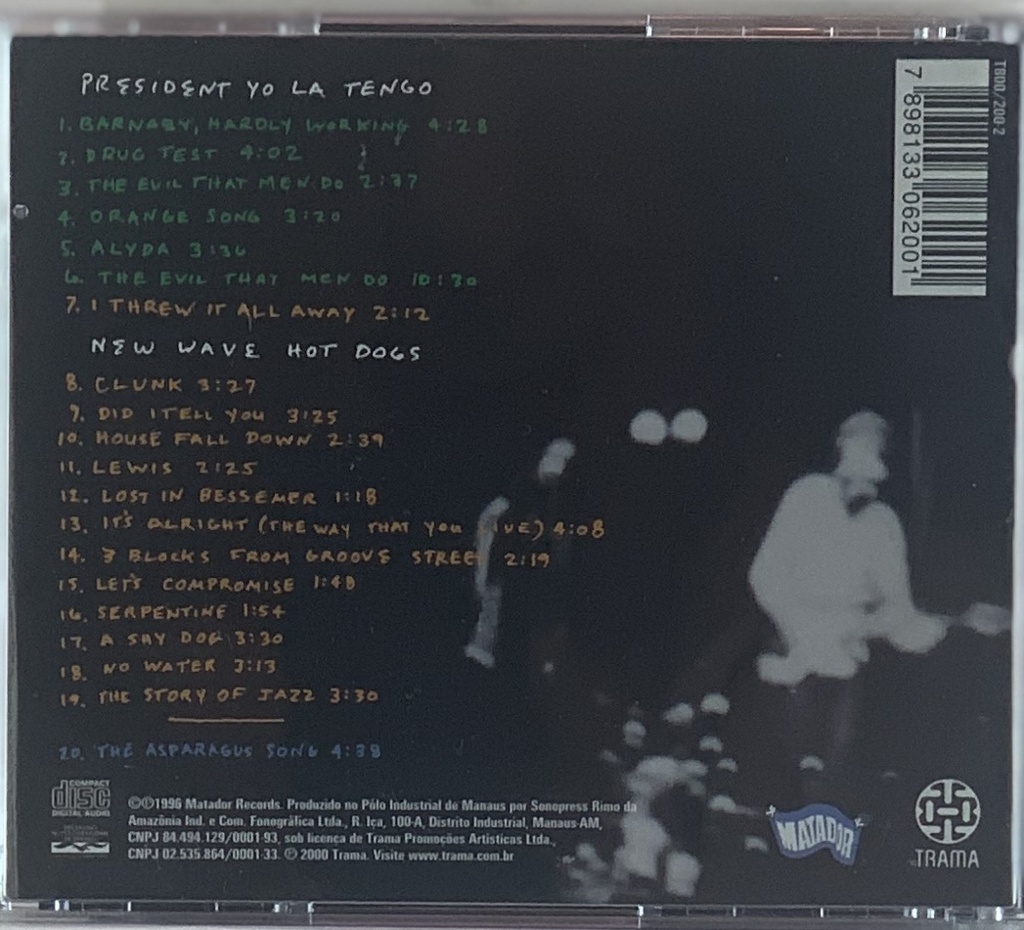 PRESIDENT YO LA TENGO
1. BARNABY, HARDLY WORKING 4:28
2. DRUG TEST 4:02
3. THE EVIL THAT MEN DO 2:37
4. ORANGE SONG 3:20
5. ALYDA 3:36
6. THE EVIL THAT MEN DO 10:30
7. I THREW IT ALL AWAY 2:12
NEW WAVE HOT DOGS
8. CLUNK 3:27
9. DID I TELL YOU 3:25
10. HOUSE FALL DOWN 2:39
11. LEWIS 2:25
12. LOST IN BESSEMER 1:18
13. IT'S ALRIGHT (THE WAY THAT YOU LIVE) 4:08
14. 3 BLOCKS FROM GROOVE STREET 2:19
15. LET'S COMPROMISE 1:48
16. SERPENTINE 1:54
17. A SHY DOG 3:30
18. NO WATER 3:13
19. THE STORY OF JAZZ 3:30
20. THE ASPARAGUS SONG 4:38
COMPACT
disc
DIGITAL AUDIO
©℗1996 Matador Records. Produzido no Pólo Industrial de Manaus por Sonopress Rimo da
Amazônia Ind. e Com. Fonográfica Ltda., R. Iça, 100-A, Distrito Industrial, Manaus-AM,
CNPJ 84.494.129/0001-93, sob licença de Trama Promoções Artísticas Ltda.,
CNPJ 02.535.864/0001-33. ℗ 2000 Trama. Visite www.trama.com.br
MATADOR
TRAMA
7 898133 062001
T800/200-2